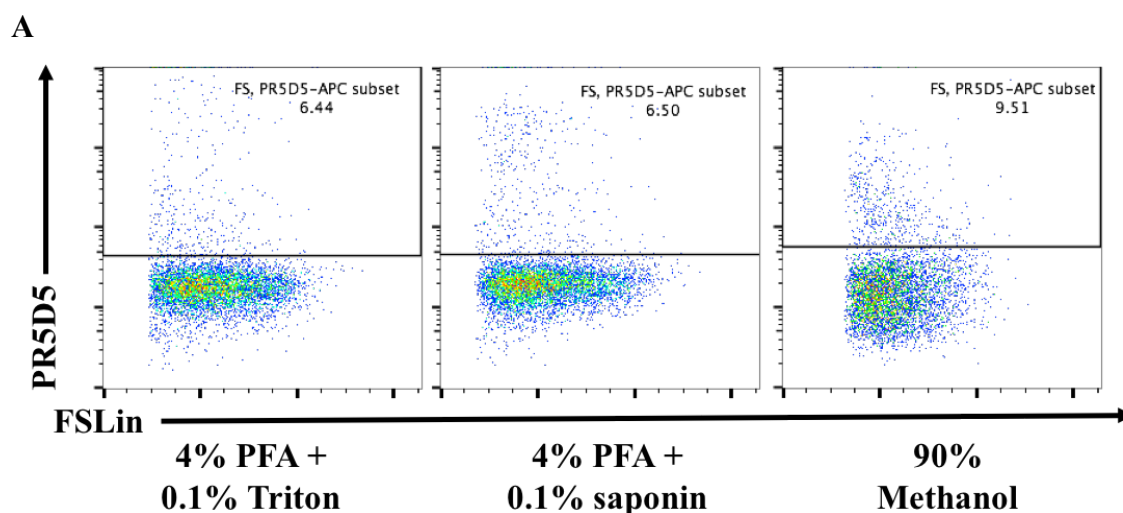 A
FS, PR5D5-APC subset
6.44
FS, PR5D5-APC subset
6:50
FS, PR5D5-APC subset
9.51
PR5D5
FSLin
4% PFA +
0.1% Triton
4% PFA +
0.1% saponin
90%
Methanol